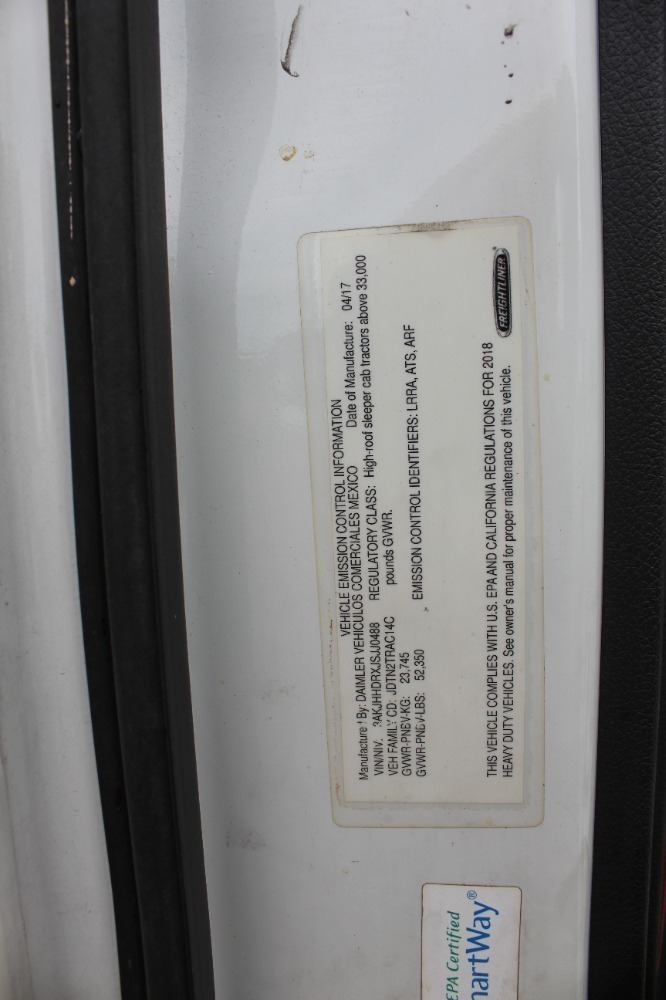 VEHICLE EMISSION CONTROL INFORMATION
Manufacture By: DAIMLER VEHICULOS COMERCIALES MEXICO Date of Manufacture: 04/17
VIN/NIV. 3AKJHHDRXJSJJ0488 REGULATORY CLASS: High-roof sleeper cab tractors above 33,000
VEH FAMILY CD: JDTN2TRAC14C pounds GVWR.
GVWR-PNBV-KG: 23,745
GVWR-PNBV-LBS: 52,350 EMISSION CONTROL IDENTIFIERS: LRRA, ATS, ARF
THIS VEHICLE COMPLIES WITH U.S. EPA AND CALIFORNIA REGULATIONS FOR 2018
HEAVY DUTY VEHICLES. See owner's manual for proper maintenance of this vehicle.
FREIGHTLINER
EPA Certified
martWay®